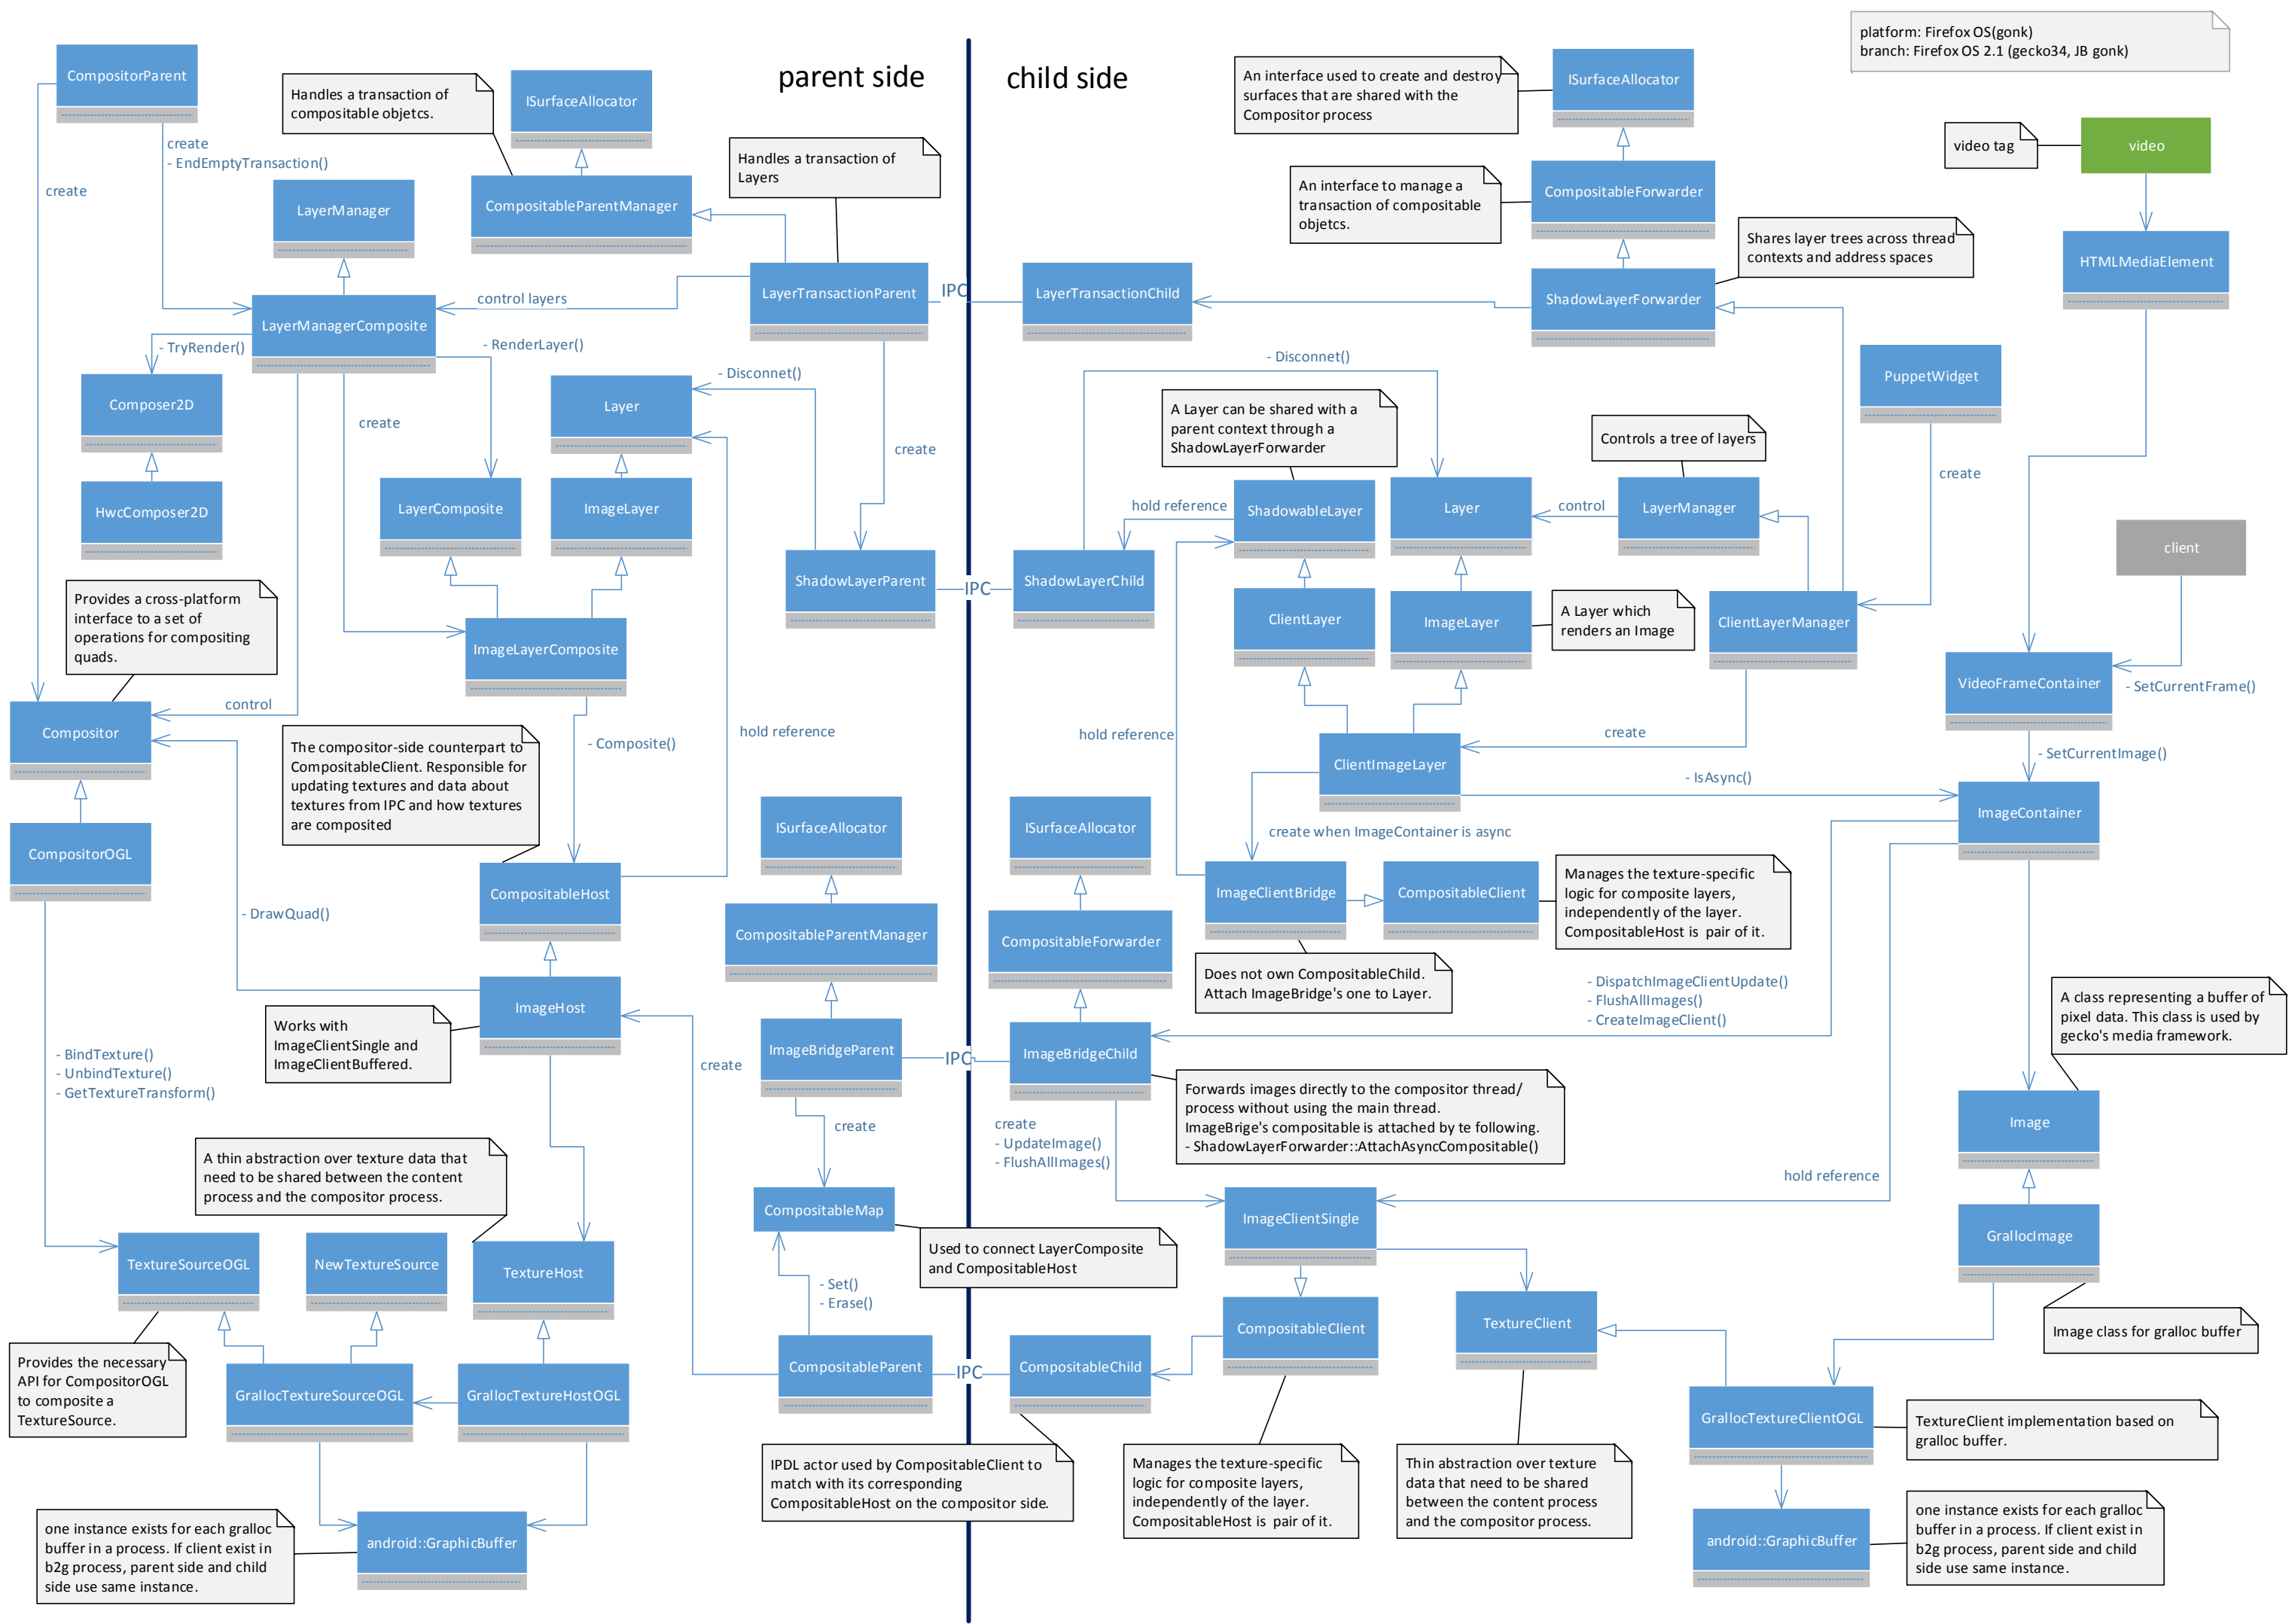 platform: Firefox OS(gonk)
branch: Firefox OS 2.1 (gecko34, JB gonk)
parent side
child side
CompositorParent
create
create
- EndEmptyTransaction()
Handles a transaction of
compositable objetcs.
ISurfaceAllocator
CompositableParentManager
Handles a transaction of
Layers
LayerManager
LayerTransactionParent
IPC
control layers
LayerManagerComposite
- TryRender()
- RenderLayer()
Composer2D
HwcComposer2D
create
- Disconnet()
Layer
create
LayerComposite
ImageLayer
ShadowLayerParent
IPC
Provides a cross-platform
interface to a set of
operations for compositing
quads.
ImageLayerComposite
control
Compositor
The compositor-side counterpart to
CompositableClient. Responsible for
updating textures and data about
textures from IPC and how textures
are composited
- Composite()
hold reference
CompositorOGL
ISurfaceAllocator
CompositableHost
- DrawQuad()
CompositableParentManager
ImageHost
Works with
ImageClientSingle and
ImageClientBuffered.
ImageBridgeParent
IPC
- BindTexture()
- UnbindTexture()
- GetTextureTransform()
create
create
A thin abstraction over texture data that
need to be shared between the content
process and the compositor process.
CompositableMap
Used to connect LayerComposite
and CompositableHost
TextureSourceOGL
NewTextureSource
TextureHost
- Set()
- Erase()
Provides the necessary
API for CompositorOGL
to composite a
TextureSource.
GrallocTextureSourceOGL
GrallocTextureHostOGL
CompositableParent
IPC
IPDL actor used by CompositableClient to
match with its corresponding
CompositableHost on the compositor side.
one instance exists for each gralloc
buffer in a process. If client exist in
b2g process, parent side and child
side use same instance.
android::GraphicBuffer
An interface used to create and destroy
surfaces that are shared with the
Compositor process
ISurfaceAllocator
video tag
video
An interface to manage a
transaction of compositable
objetcs.
CompositableForwarder
Shares layer trees across thread
contexts and address spaces
HTMLMediaElement
LayerTransactionChild
ShadowLayerForwarder
- Disconnet()
PuppetWidget
A Layer can be shared with a
parent context through a
ShadowLayerForwarder
Controls a tree of layers
create
hold reference
ShadowableLayer
Layer
control
LayerManager
client
ShadowLayerChild
ClientLayer
ImageLayer
A Layer which
renders an Image
ClientLayerManager
VideoFrameContainer
- SetCurrentFrame()
hold reference
create
ClientImageLayer
- SetCurrentImage()
- IsAsync()
ImageContainer
create when ImageContainer is async
ISurfaceAllocator
ImageClientBridge
CompositableClient
Manages the texture-specific
logic for composite layers,
independently of the layer.
CompositableHost is  pair of it.
CompositableForwarder
Does not own CompositableChild.
Attach ImageBridge's one to Layer.
- DispatchImageClientUpdate()
- FlushAllImages()
- CreateImageClient()
A class representing a buffer of
pixel data. This class is used by
gecko's media framework.
ImageBridgeChild
Forwards images directly to the compositor thread/
process without using the main thread.
ImageBrige's compositable is attached by te following.
- ShadowLayerForwarder::AttachAsyncCompositable()
create
- UpdateImage()
- FlushAllImages()
Image
hold reference
ImageClientSingle
GrallocImage
CompositableClient
TextureClient
Image class for gralloc buffer
CompositableChild
GrallocTextureClientOGL
TextureClient implementation based on
gralloc buffer.
Manages the texture-specific
logic for composite layers,
independently of the layer.
CompositableHost is  pair of it.
Thin abstraction over texture
data that need to be shared
between the content process
and the compositor process.
android::GraphicBuffer
one instance exists for each gralloc
buffer in a process. If client exist in
b2g process, parent side and child
side use same instance.